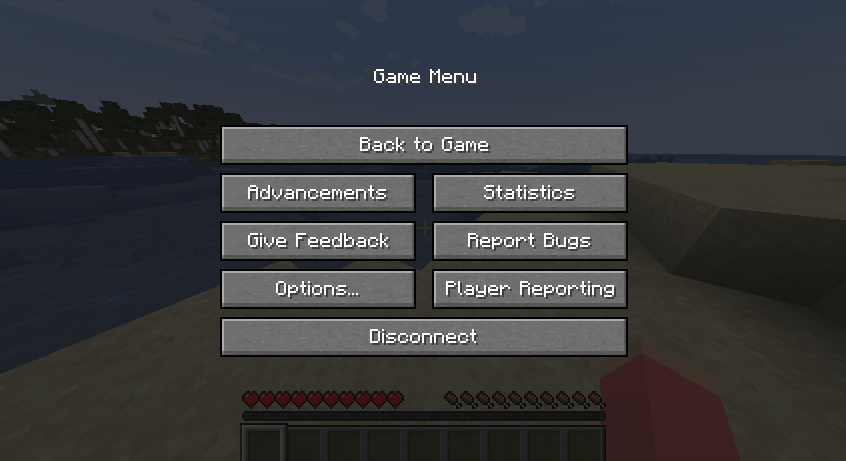 Game Menu
Back to Game
Advancements
Statistics
Give Feedback
Report Bugs
Options...
Player Reporting
Disconnect